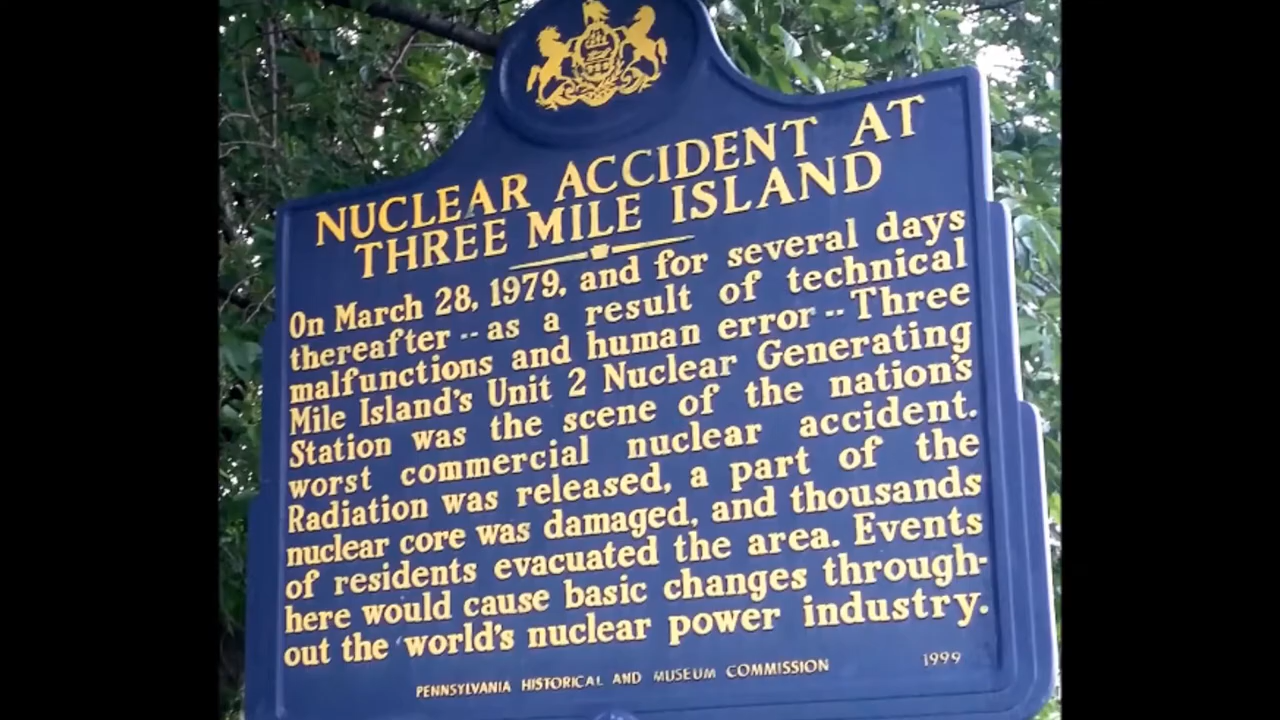 NUCLEAR ACCIDENT AT
THREE MILE ISLAND
On March 28, 1979, and for several days
thereafter -- as a result of technical
malfunctions and human error -- Three
Mile Island's Unit 2 Nuclear Generating
Station was the scene of the nation's
worst commercial nuclear accident.
Radiation was released, a part of the
nuclear core was damaged, and thousands
of residents evacuated the area. Events
here would cause basic changes through-
out the world's nuclear power industry.
PENNSYLVANIA HISTORICAL AND MUSEUM COMMISSION 1999